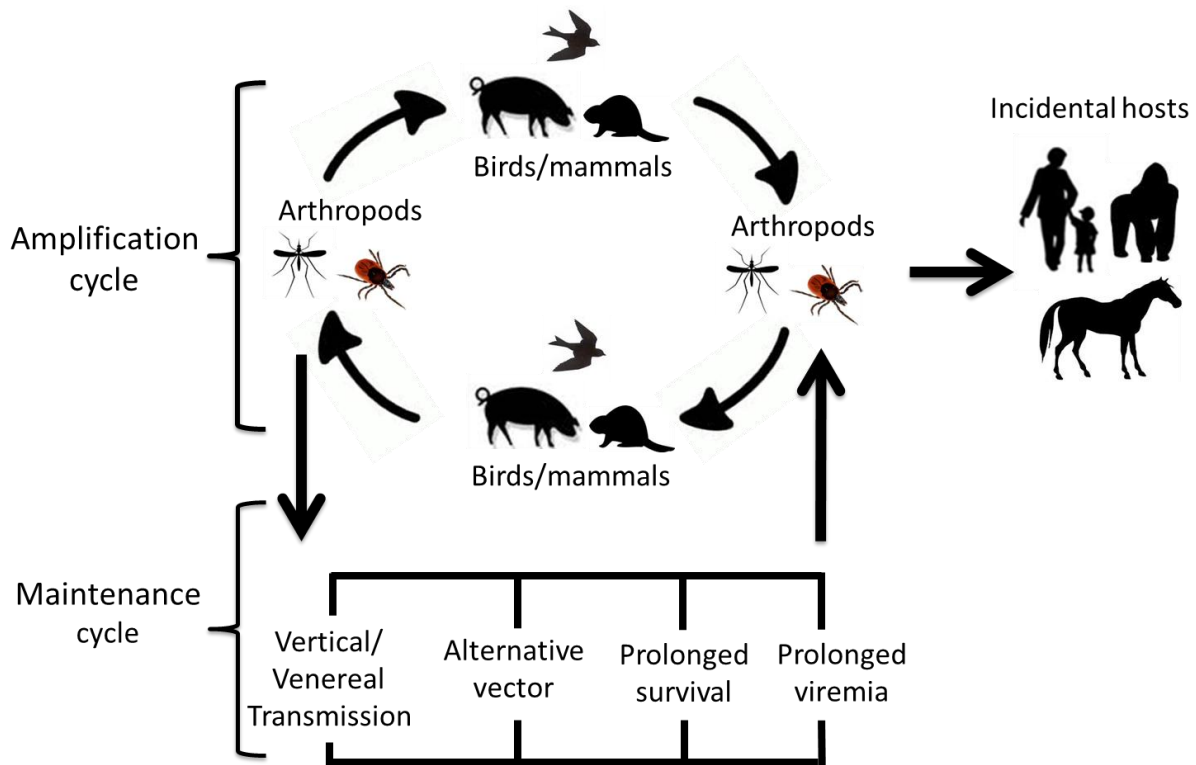 Birds/mammals
Incidental hosts
Arthropods
Arthropods
Amplification
cycle
Birds/mammals
Maintenance
cycle
Vertical/
Venereal
Transmission
Alternative
vector
Prolonged
survival
Prolonged
viremia